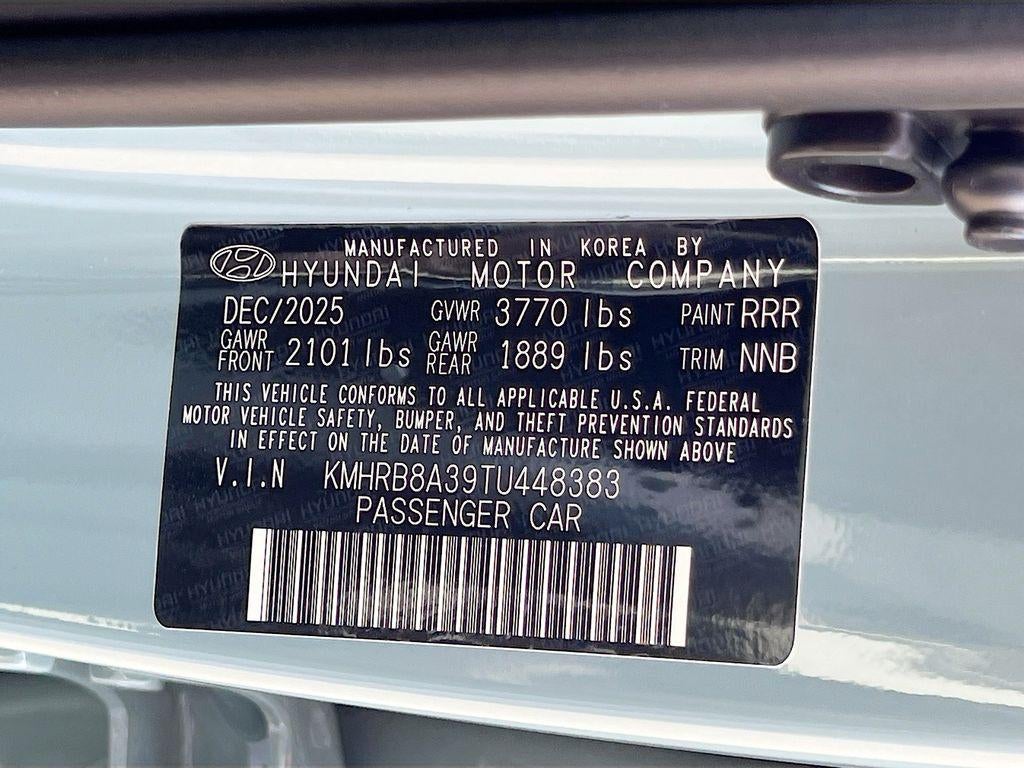 MANUFACTURED IN KOREA BY
HYUNDAI MOTOR COMPANY
DEC/2025 GVWR 3770 lbs PAINT RRR
GAWR FRONT 2101 lbs GAWR REAR 1889 lbs TRIM NNB
THIS VEHICLE CONFORMS TO ALL APPLICABLE U.S.A. FEDERAL
MOTOR VEHICLE SAFETY, BUMPER, AND THEFT PREVENTION STANDARDS
IN EFFECT ON THE DATE OF MANUFACTURE SHOWN ABOVE
V.I.N KMHRB8A39TU448383
PASSENGER CAR